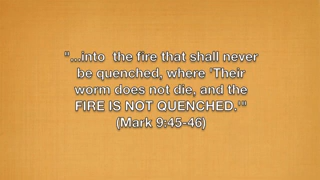 "...into the fire that shall never
be quenched, where 'Their
worm does not die, and the
FIRE IS NOT QUENCHED.'"
(Mark 9:45-46)